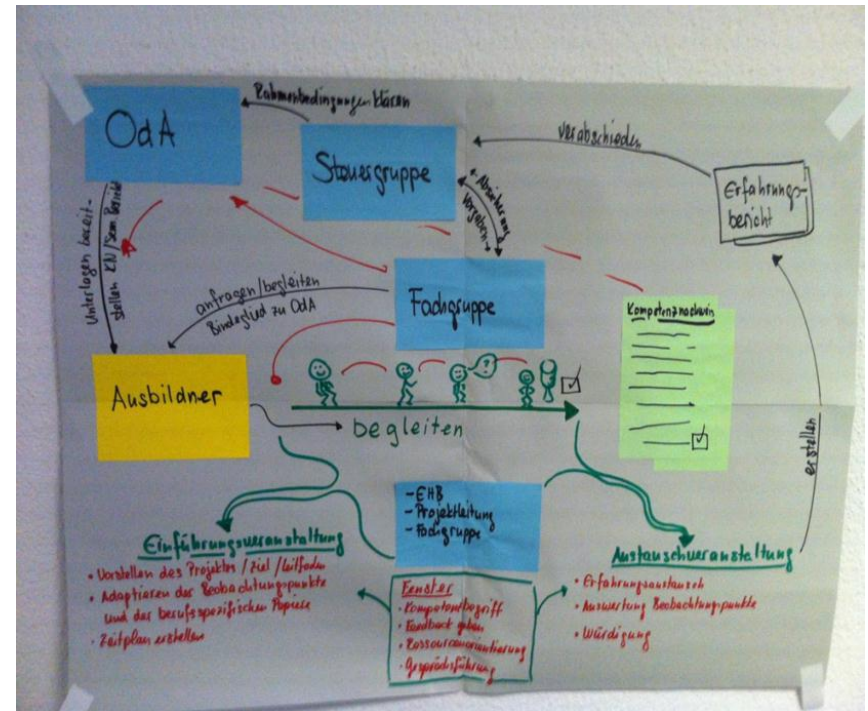 OdA
Rahmenbedingungen klären
Steuergruppe
verabschieden
Erfahrungs-
bericht
Absicherung
Vorgaben
Unterlagen bereit-
stellen KN/Sem Bericht
anfragen/begleiten
Bindeglied zu OdA
Fachgruppe
Kompetenznachweis
Ausbildner
?
begleiten
erstellen
- EHB
- Projektleitung
- Fachgruppe
Einführungsveranstaltung
• Vorstellen des Projektes / Ziel / Leitfaden
• Adaptieren der Beobachtungspunkte
und der berufsspezifischen Papiere
• Zeitplan erstellen
Fenster
• Kompetenzbegriff
• Feedback geben
• Ressourcenorientierung
• Gesprächsführung
Austauschveranstaltung
• Erfahrungsaustausch
• Auswertung Beobachtungspunkte
• Würdigung